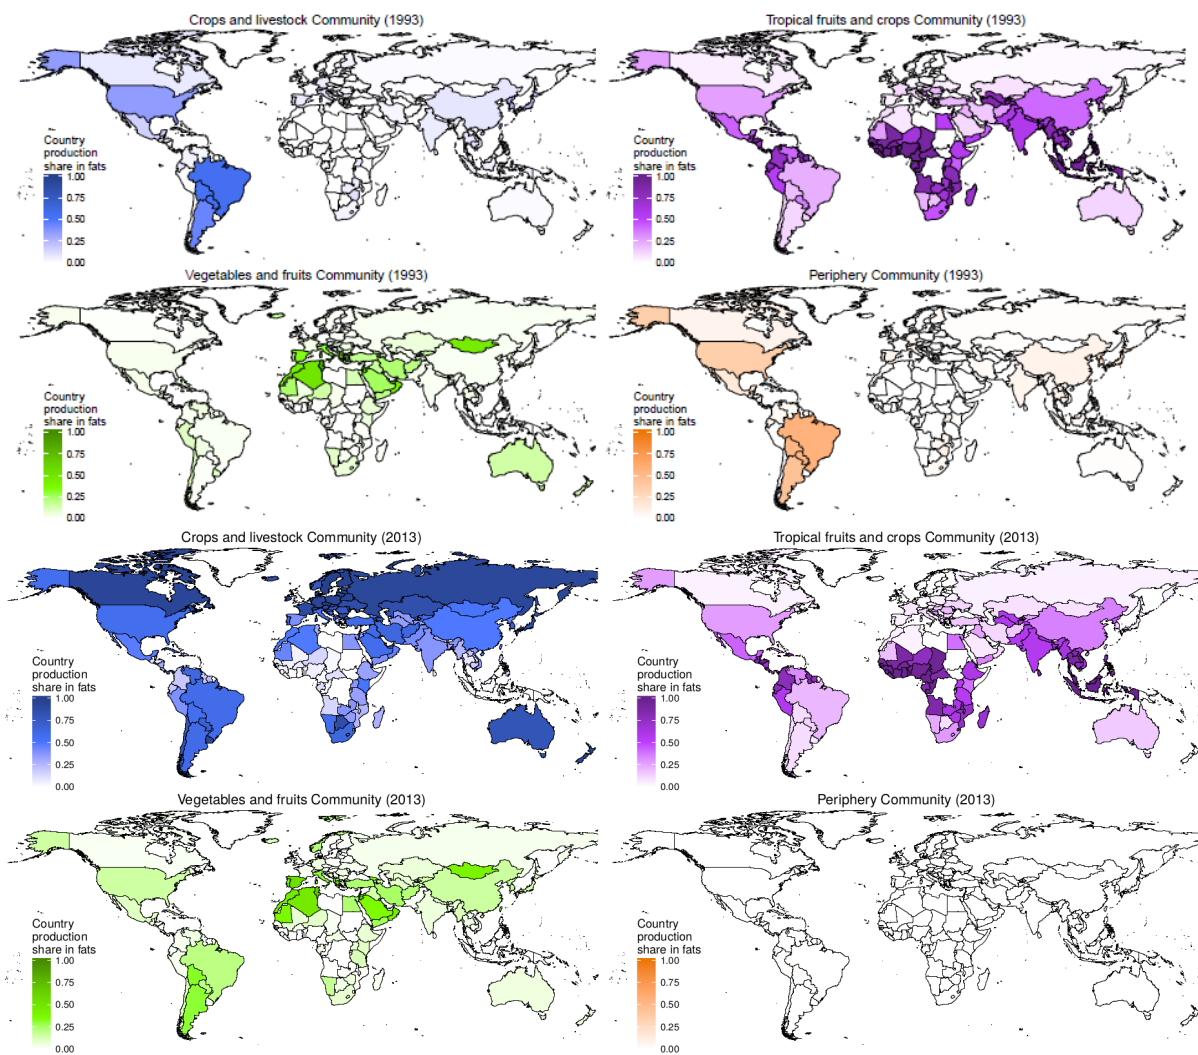 Crops and livestock Community (1993)
Country
production
share in fats
1.00
0.75
0.50
0.25
0.00
Tropical fruits and crops Community (1993)
Country
production
share in fats
1.00
0.75
0.50
0.25
0.00
Vegetables and fruits Community (1993)
Country
production
share in fats
1.00
0.75
0.50
0.25
0.00
Periphery Community (1993)
Country
production
share in fats
1.00
0.75
0.50
0.25
0.00
Crops and livestock Community (2013)
Country
production
share in fats
1.00
0.75
0.50
0.25
0.00
Tropical fruits and crops Community (2013)
Country
production
share in fats
1.00
0.75
0.50
0.25
0.00
Vegetables and fruits Community (2013)
Country
production
share in fats
1.00
0.75
0.50
0.25
0.00
Periphery Community (2013)
Country
production
share in fats
1.00
0.75
0.50
0.25
0.00